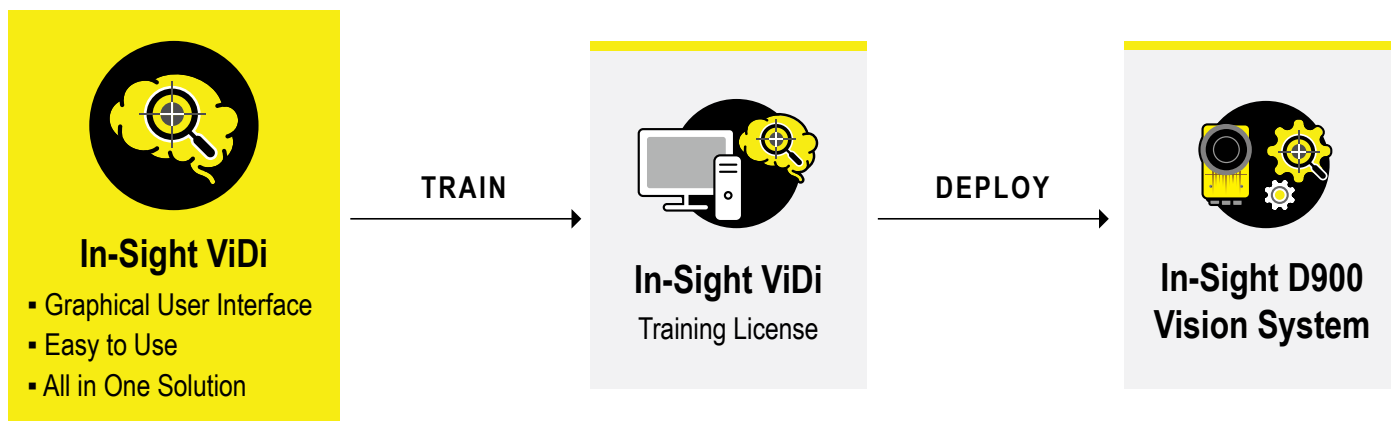 In-Sight ViDi
▪ Graphical User Interface
▪ Easy to Use
▪ All in One Solution
TRAIN
In-Sight ViDi
Training License
DEPLOY
In-Sight D900
Vision System